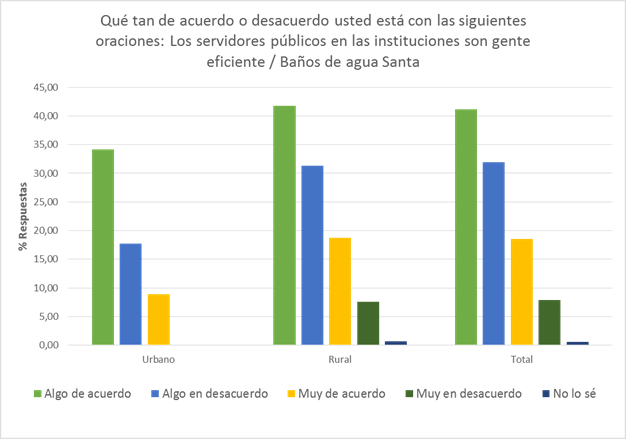 Qué tan de acuerdo o desacuerdo usted está con las siguientes
oraciones: Los servidores públicos en las instituciones son gente
eficiente / Baños de agua Santa
45,00
40,00
35,00
30,00
25,00
20,00
15,00
10,00
5,00
0,00
% Respuestas
Urbano Rural Total
Algo de acuerdo Algo en desacuerdo Muy de acuerdo Muy en desacuerdo No lo sé